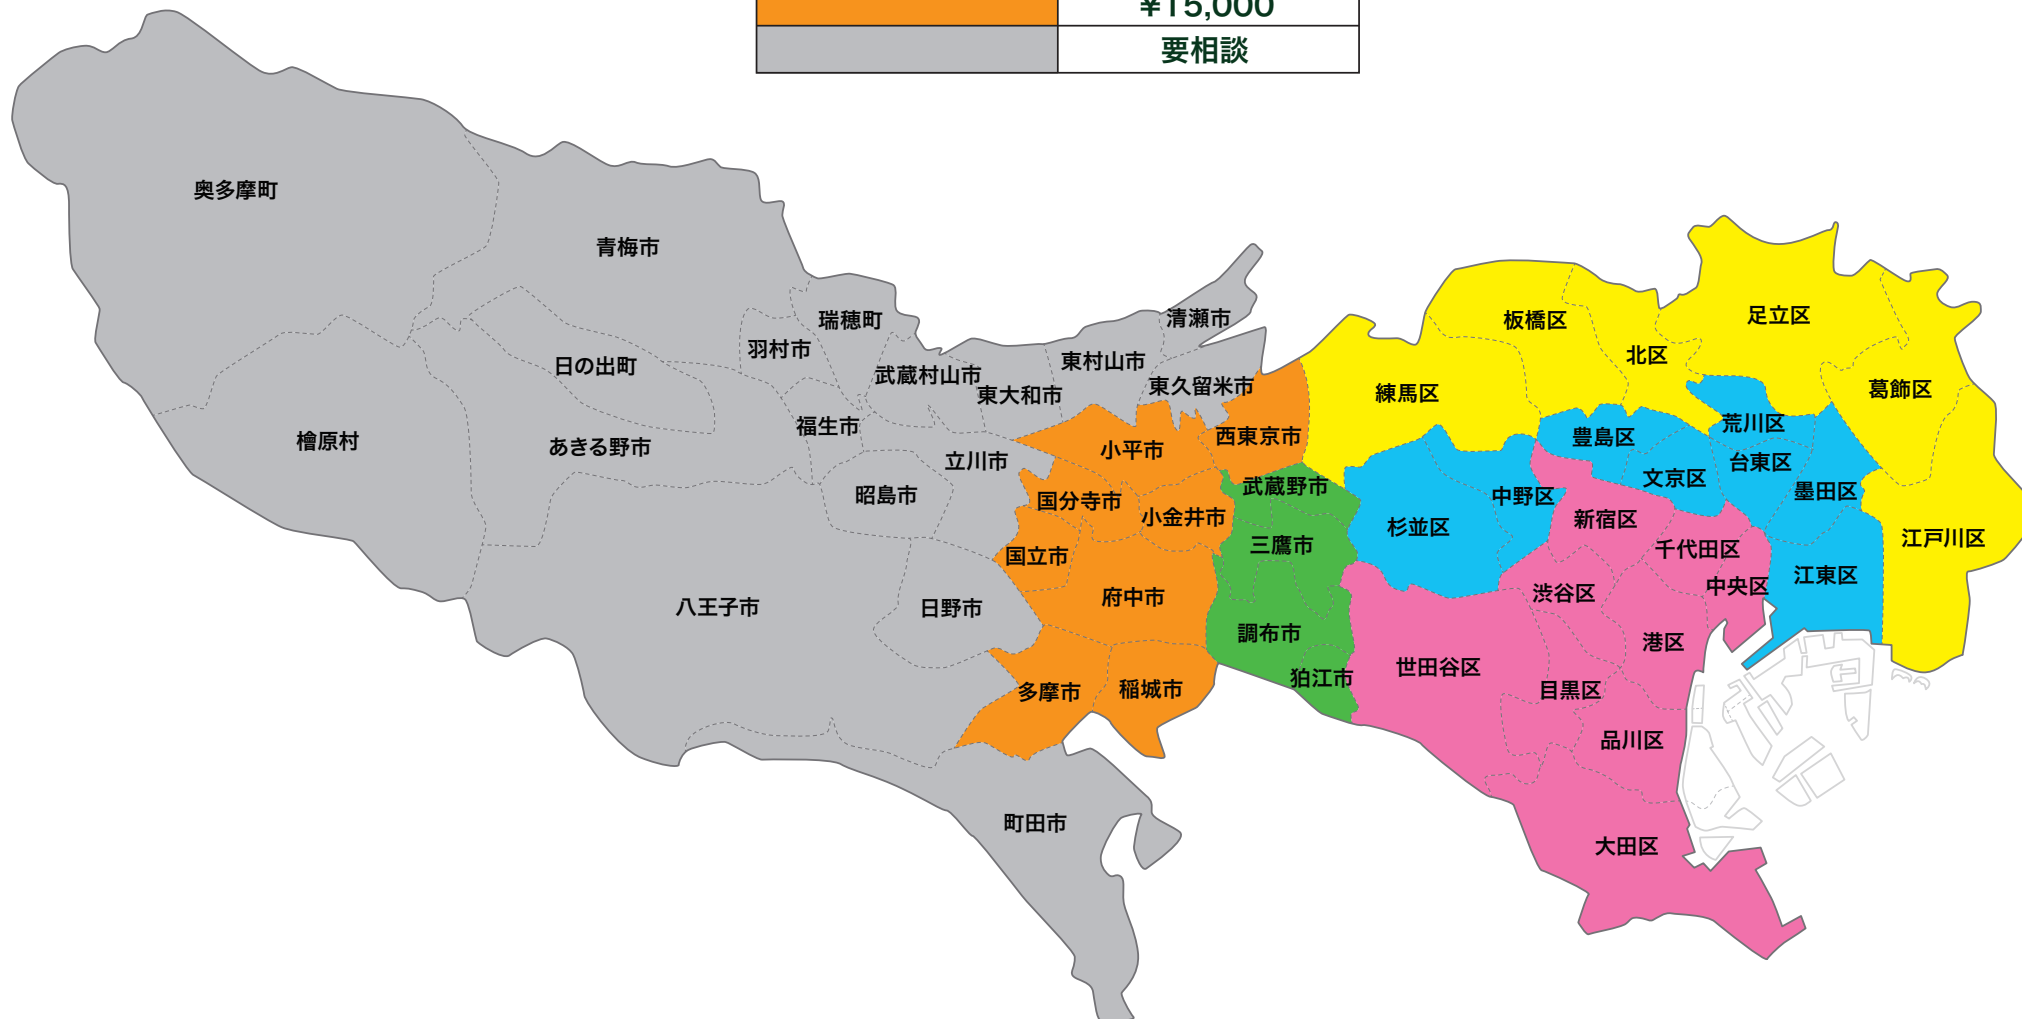 ¥15,000
要相談
奥多摩町
青梅市
瑞穂町
清瀬市
羽村市
日の出町
武蔵村山市
東村山市
東大和市
東久留米市
檜原村
あきる野市
福生市
立川市
昭島市
八王子市
日野市
町田市
小平市
西東京市
国分寺市
小金井市
国立市
府中市
多摩市
稲城市
武蔵野市
三鷹市
調布市
狛江市
板橋区
北区
足立区
練馬区
葛飾区
江戸川区
豊島区
荒川区
文京区
台東区
墨田区
中野区
杉並区
江東区
新宿区
千代田区
中央区
渋谷区
港区
世田谷区
目黒区
品川区
大田区